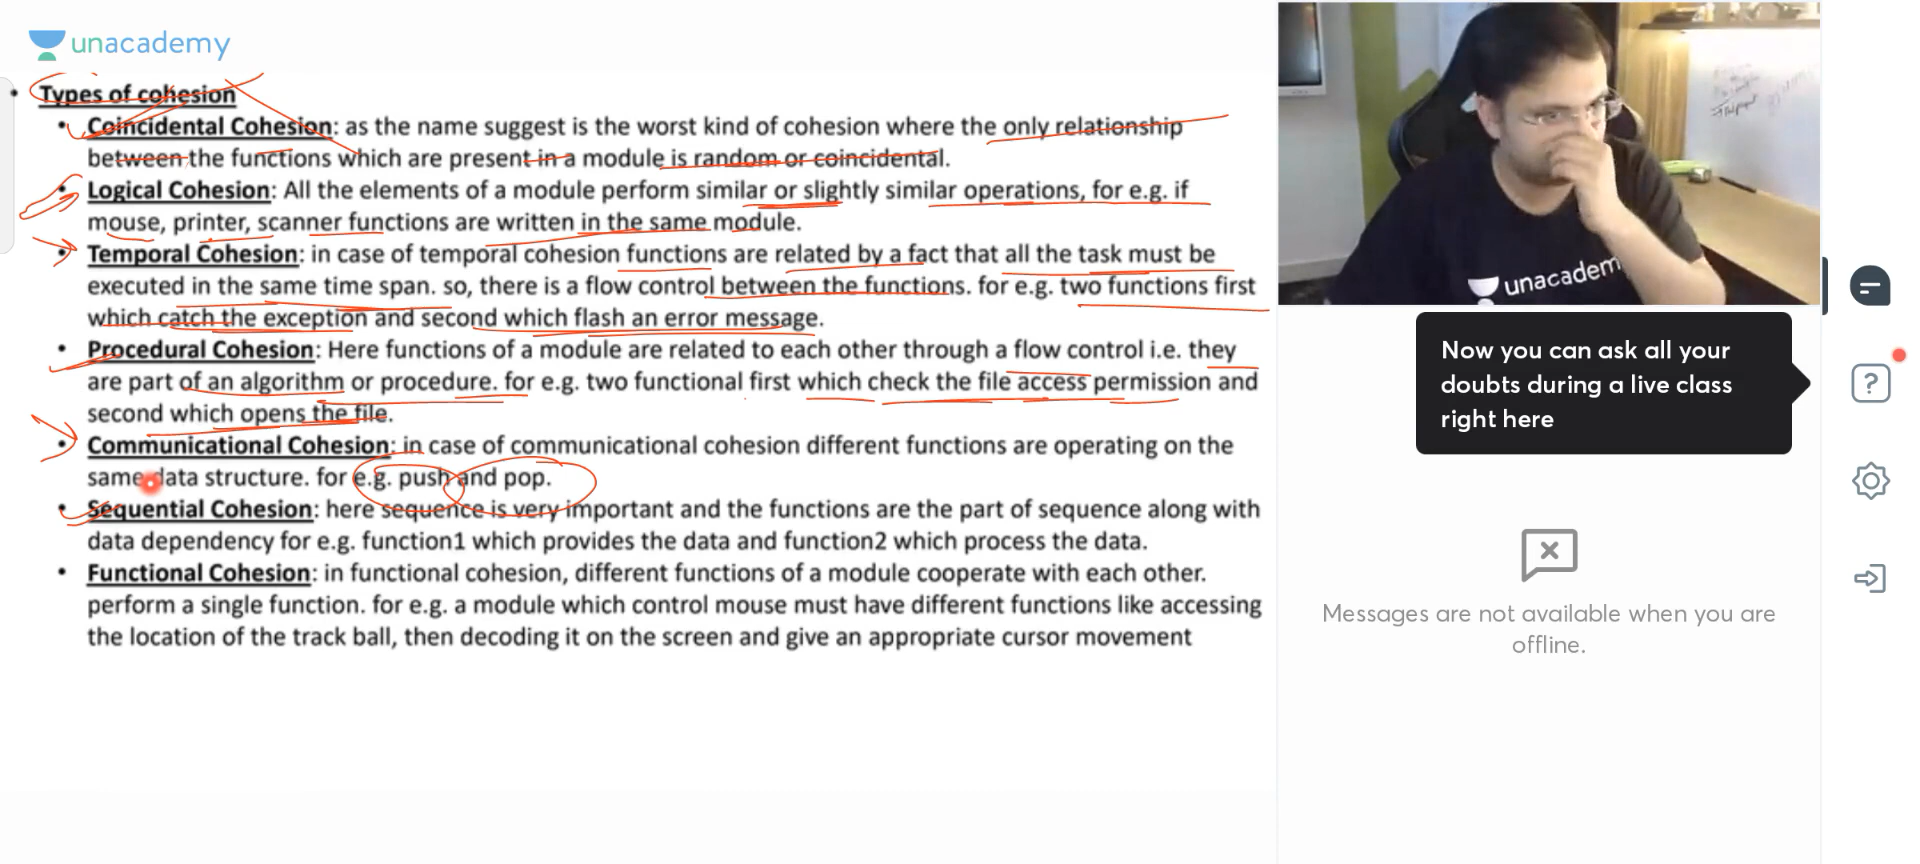 unacademy
• Types of cohesion
• Coincidental Cohesion: as the name suggest is the worst kind of cohesion where the only relationship
between the functions which are present in a module is random or coincidental.
• Logical Cohesion: All the elements of a module perform similar or slightly similar operations, for e.g. if
mouse, printer, scanner functions are written in the same module.
• Temporal Cohesion: in case of temporal cohesion functions are related by a fact that all the task must be
executed in the same time span. so, there is a flow control between the functions. for e.g. two functions first
which catch the exception and second which flash an error message.
• Procedural Cohesion: Here functions of a module are related to each other through a flow control i.e. they
are part of an algorithm or procedure. for e.g. two functional first which check the file access permission and
second which opens the file.
• Communicational Cohesion: in case of communicational cohesion different functions are operating on the
same data structure. for e.g. push and pop.
• Sequential Cohesion: here sequence is very important and the functions are the part of sequence along with
data dependency for e.g. function1 which provides the data and function2 which process the data.
• Functional Cohesion: in functional cohesion, different functions of a module cooperate with each other.
perform a single function. for e.g. a module which control mouse must have different functions like accessing
the location of the track ball, then decoding it on the screen and give an appropriate cursor movement
unacadem
Now you can ask all your
doubts during a live class
right here
Messages are not available when you are
offline.